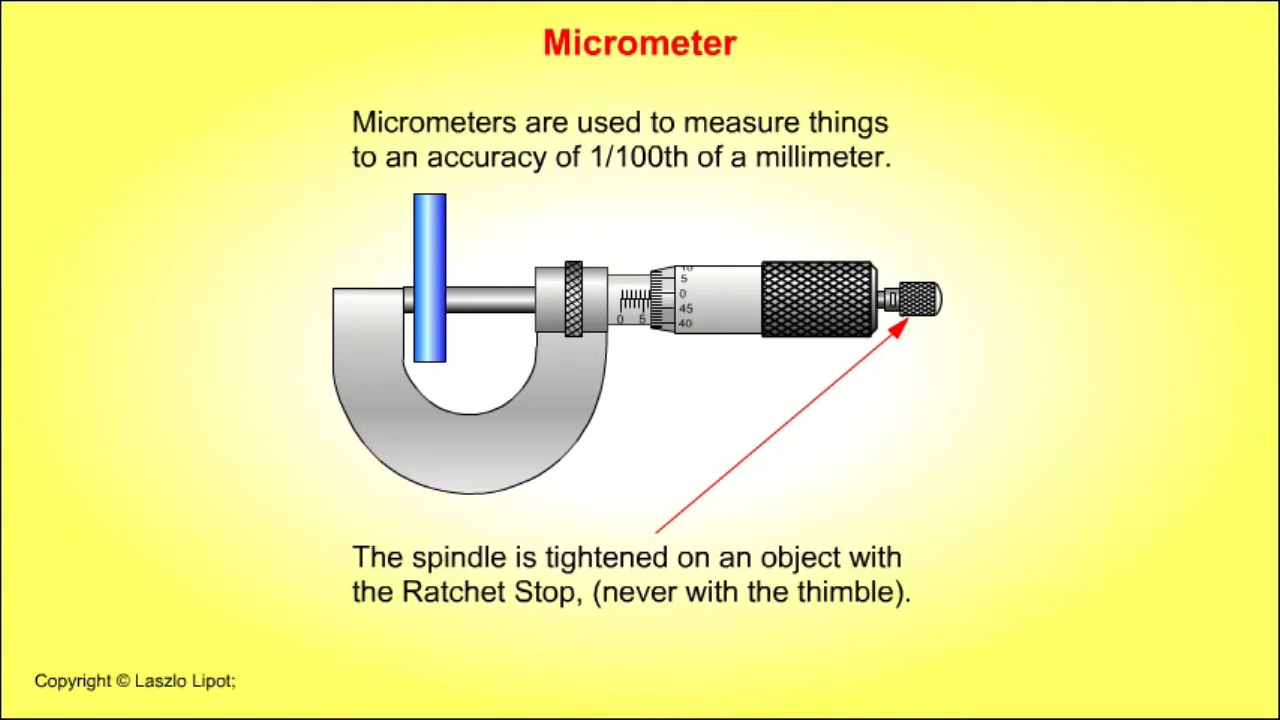 Micrometer
Micrometers are used to measure things
to an accuracy of 1/100th of a millimeter.
10
5
0
45
40
0 5
The spindle is tightened on an object with
the Ratchet Stop, (never with the thimble).
Copyright © Laszlo Lipot;